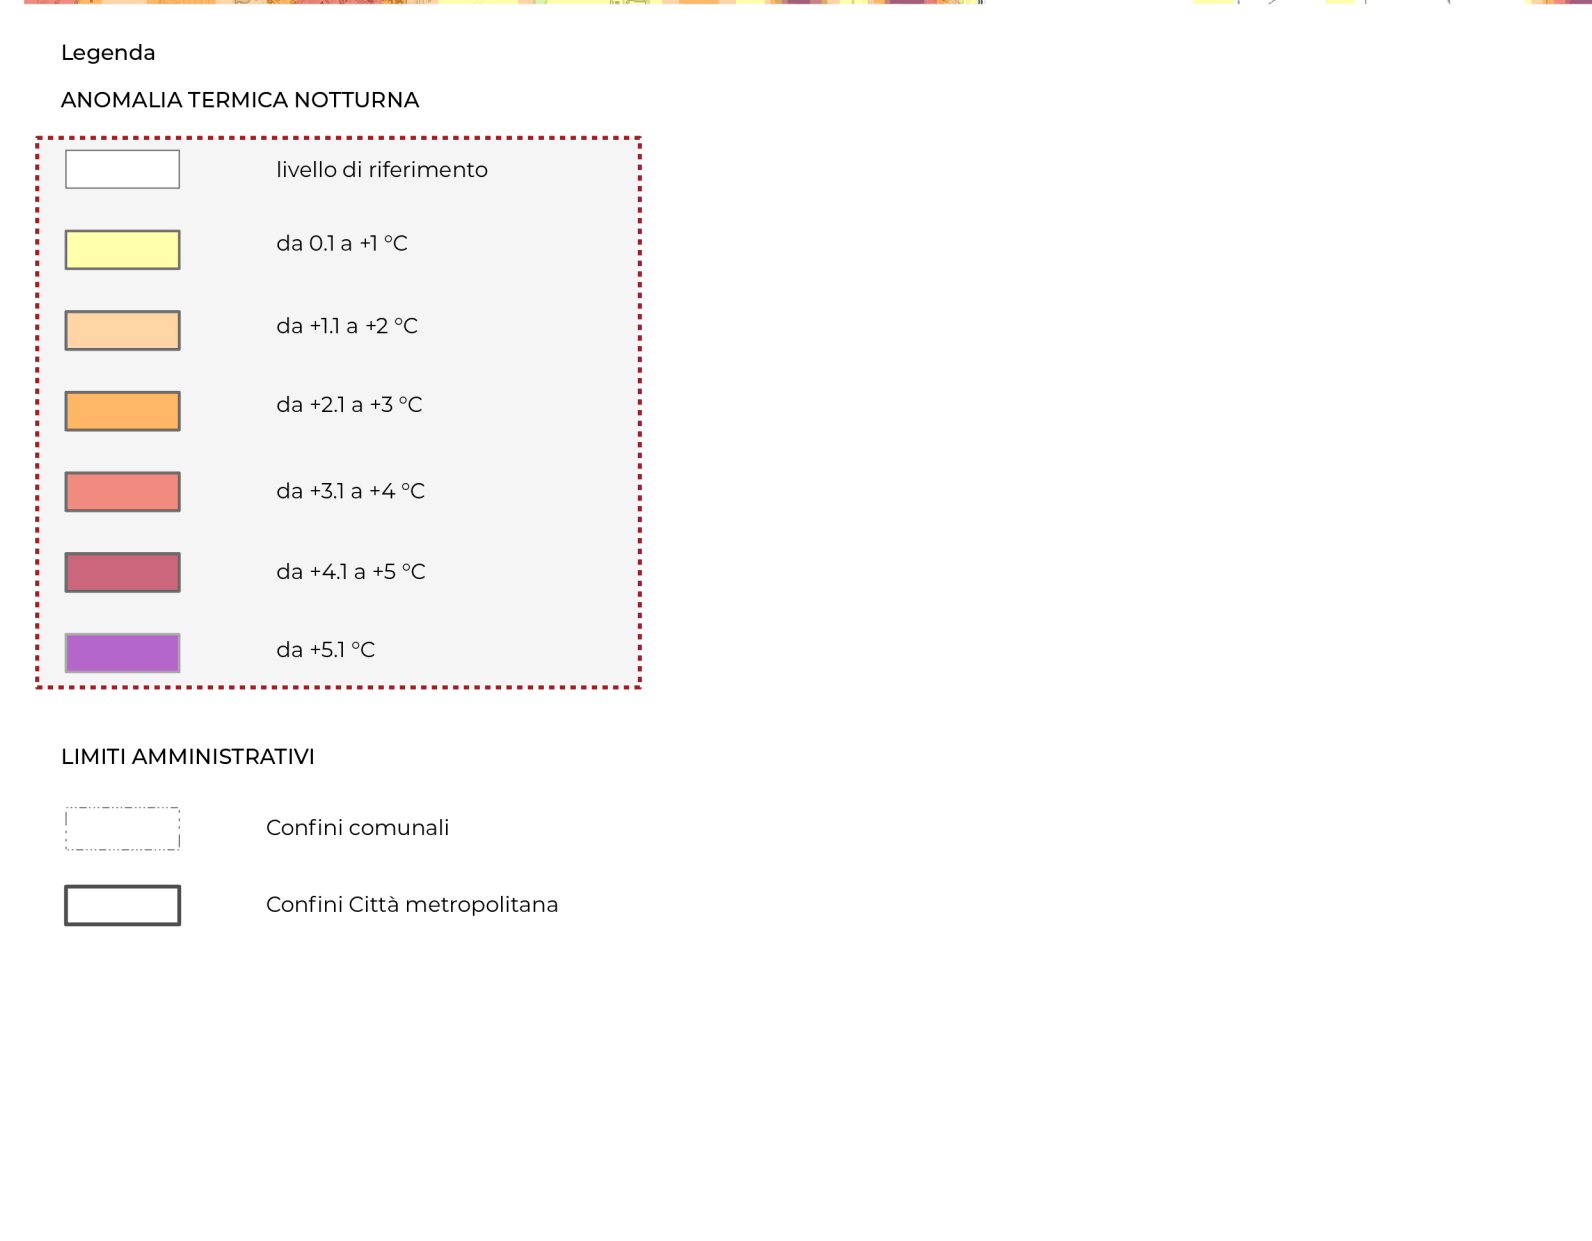 Legenda
ANOMALIA TERMICA NOTTURNA
livello di riferimento
da 0.1 a +1 °C
da +1.1 a +2 °C
da +2.1 a +3 °C
da +3.1 a +4 °C
da +4.1 a +5 °C
da +5.1 °C
LIMITI AMMINISTRATIVI
Confini comunali
Confini Città metropolitana